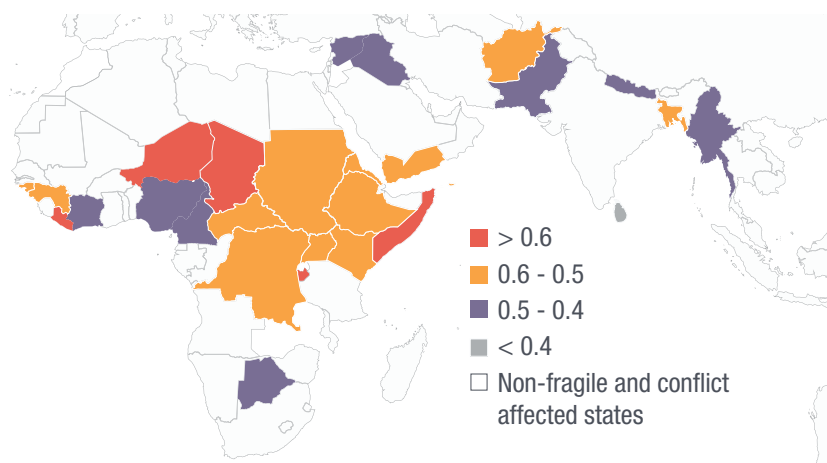 > 0.6
0.6 - 0.5
0.5 - 0.4
< 0.4
Non-fragile and conflict
affected states